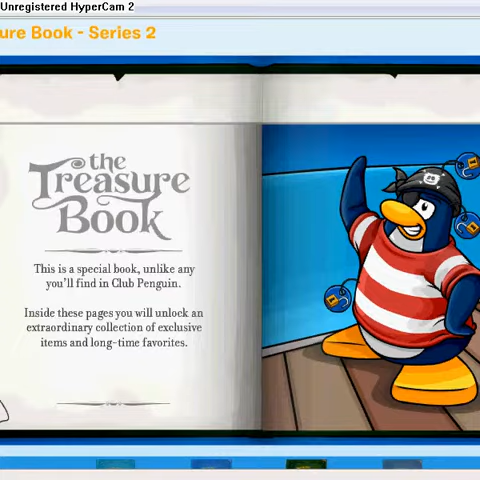 Unregistered HyperCam 2
ure Book - Series 2
the
Treasure
Book
This is a special book, unlike any
you'll find in Club Penguin.
Inside these pages you will unlock an
extraordinary collection of exclusive
items and long-time favorites.